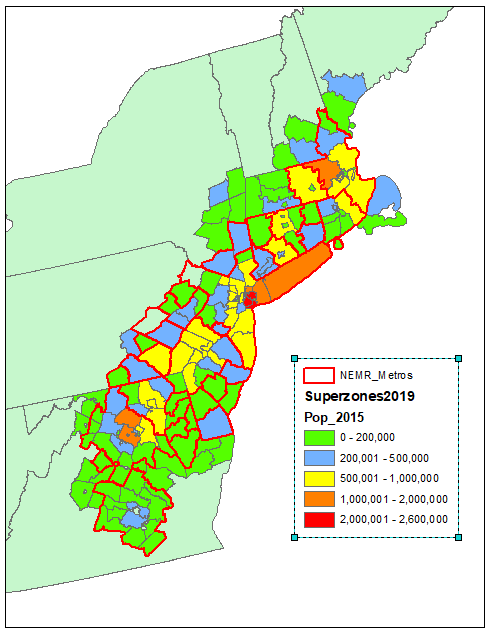 NEMR_Metros
Superzones2019
Pop_2015
0 - 200,000
200,001 - 500,000
500,001 - 1,000,000
1,000,001 - 2,000,000
2,000,001 - 2,600,000